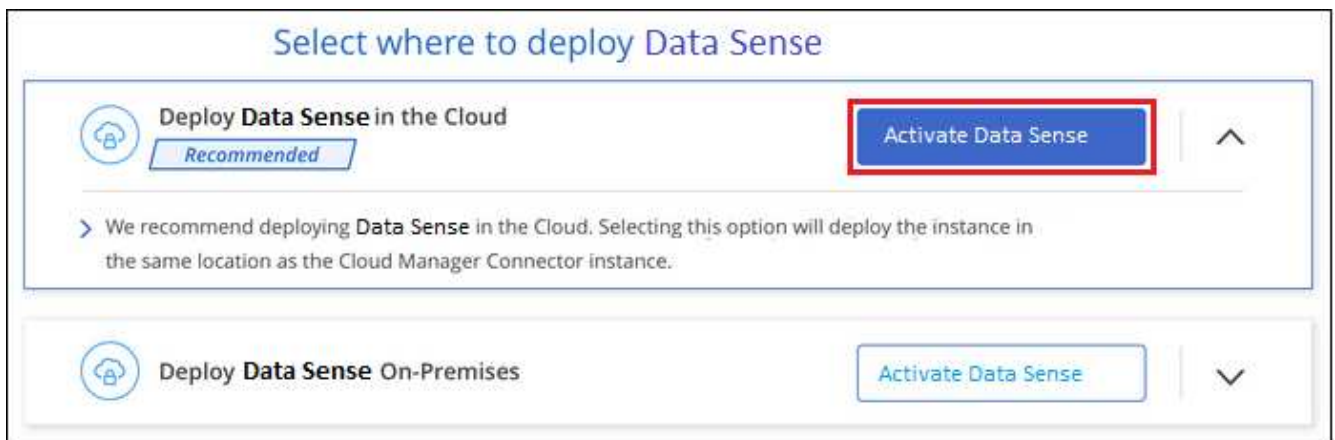 Select where to deploy Data Sense
Deploy Data Sense in the Cloud
Activate Data Sense
Recommended
We recommend deploying Data Sense in the Cloud. Selecting this option will deploy the instance in
the same location as the Cloud Manager Connector instance.
Deploy Data Sense On-Premises
Activate Data Sense